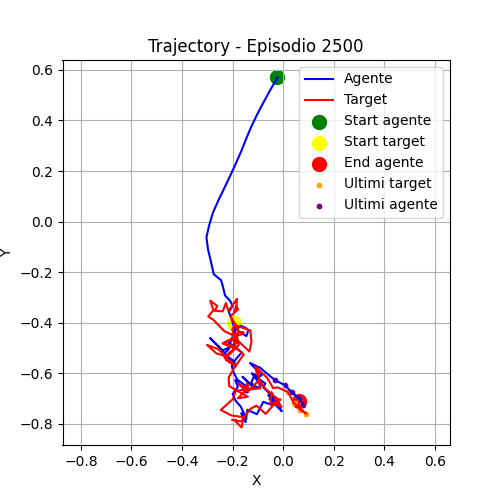 Trajectory - Episodio 2500
Agente
Target
Start agente
Start target
End agente
Ultimi target
Ultimi agente
0.6
0.4
0.2
0.0
−0.2
−0.4
−0.6
−0.8
Y
−0.8 −0.6 −0.4 −0.2 0.0 0.2 0.4 0.6
X